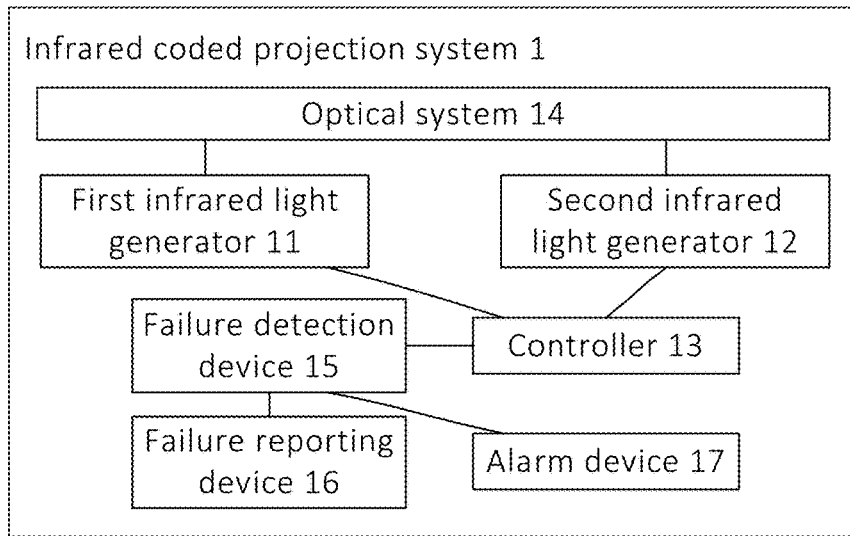 Infrared coded projection system 1
Optical system 14
First infrared light
generator 11
Second infrared
light generator 12
Failure detection
device 15
Controller 13
Failure reporting
device 16
Alarm device 17